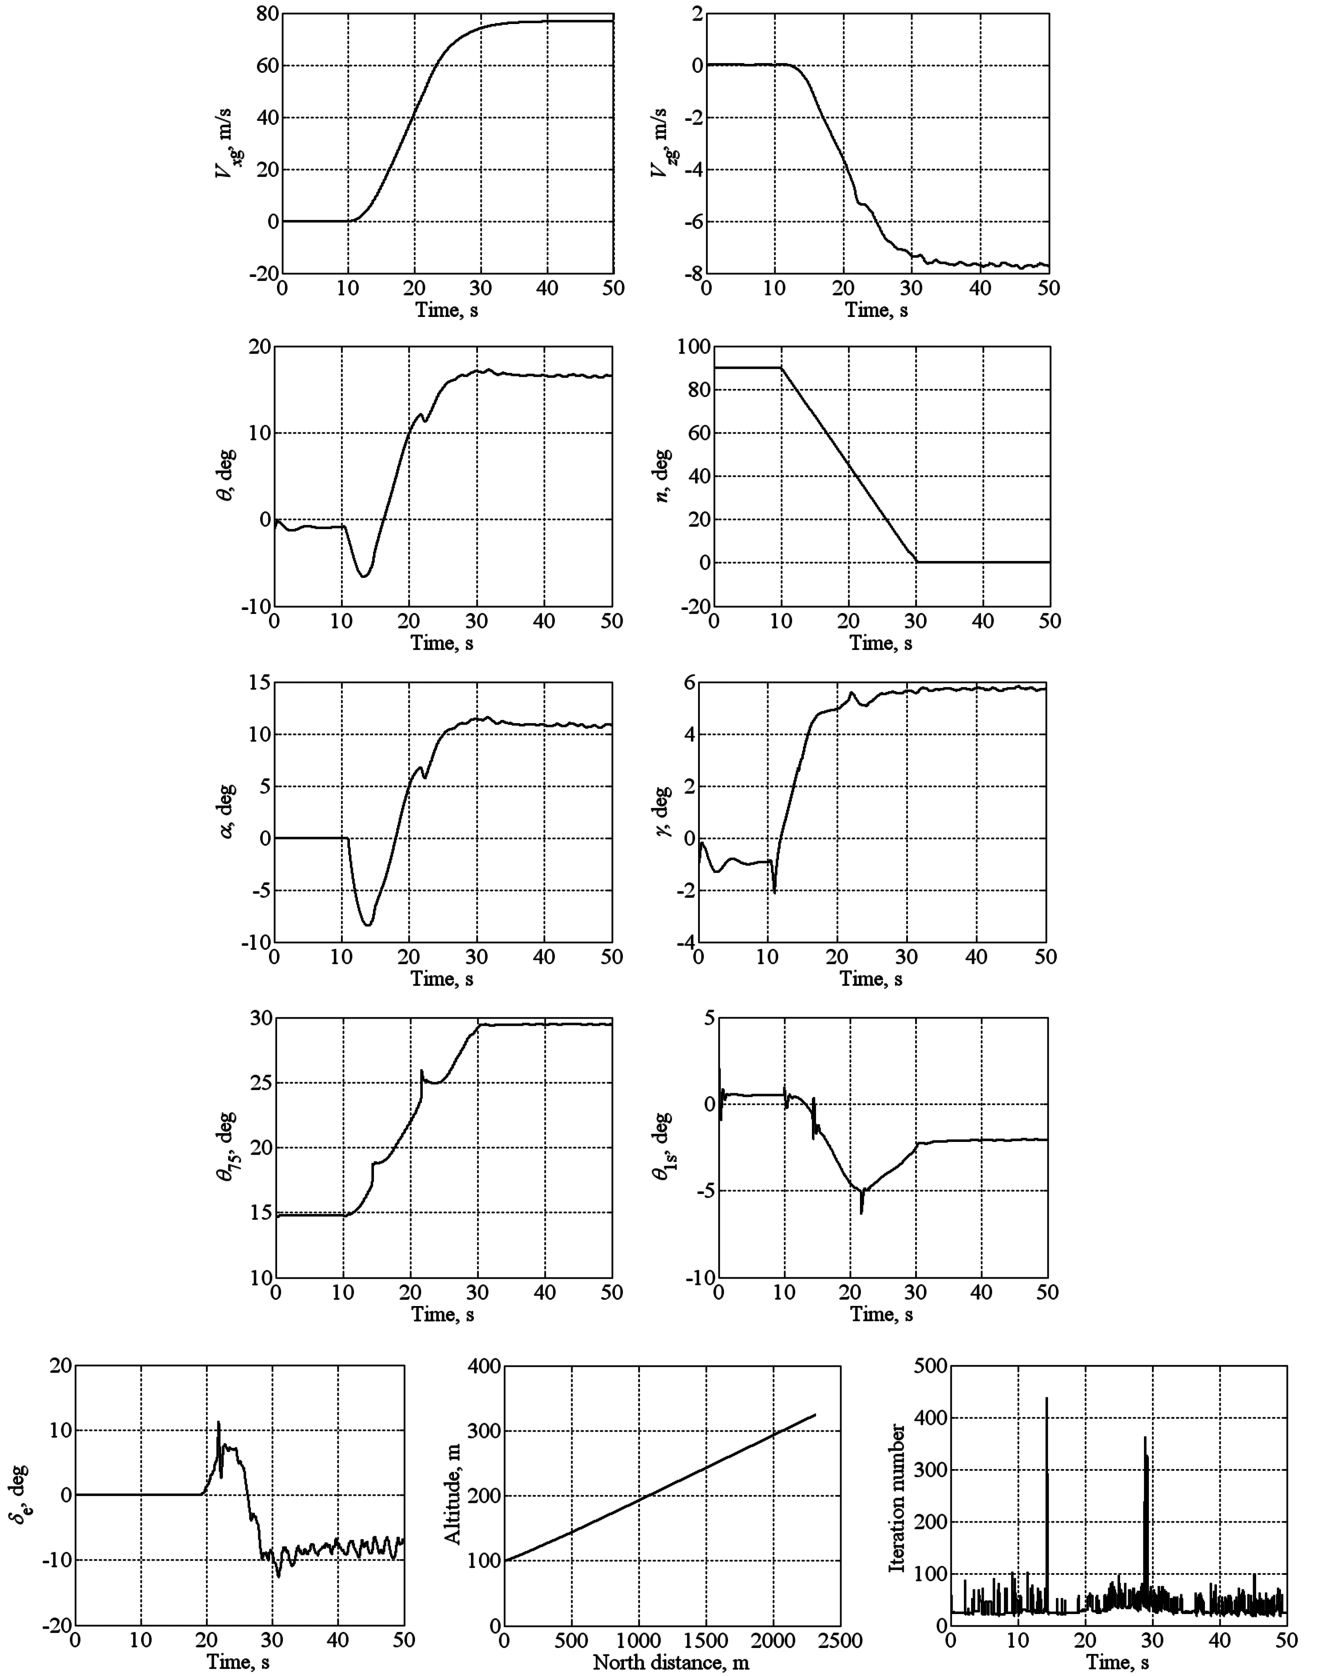 80
60
40
20
0
-20
V_xg, m/s
0 10 20 30 40 50
Time, s
2
0
-2
-4
-6
-8
V_zg, m/s
0 10 20 30 40 50
Time, s
20
10
0
-10
θ, deg
0 10 20 30 40 50
Time, s
100
80
60
40
20
0
-20
n, deg
0 10 20 30 40 50
Time, s
15
10
5
0
-5
-10
α, deg
0 10 20 30 40 50
Time, s
6
4
2
0
-2
-4
γ, deg
0 10 20 30 40 50
Time, s
30
25
20
15
10
θ_75, deg
0 10 20 30 40 50
Time, s
5
0
-5
-10
θ_1s, deg
0 10 20 30 40 50
Time, s
20
10
0
-10
-20
δ_e, deg
0 10 20 30 40 50
Time, s
400
300
200
100
0
Altitude, m
0 500 1000 1500 2000 2500
North distance, m
500
400
300
200
100
0
Iteration number
0 10 20 30 40 50
Time, s